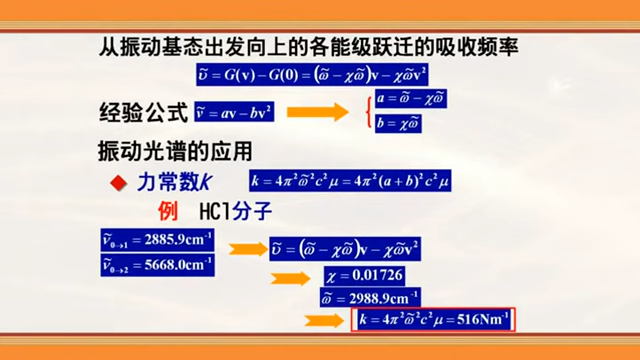 从振动基态出发向上的各能级跃迁的吸收频率
ῦ = G(v) − G(0) = (ω̃ − χω̃)v − χω̃v²
经验公式 ṽ = av − bv² { a = ω̃ − χω̃
b = χω̃
振动光谱的应用
◆ 力常数K k = 4π²ω̃²c²μ = 4π²(a + b)²c²μ
例 HCl分子
ṽ₀→₁ = 2885.9cm⁻¹
ṽ₀→₂ = 5668.0cm⁻¹
ῦ = (ω̃ − χω̃)v − χω̃v²
χ = 0.01726
ω̃ = 2988.9cm⁻¹
k = 4π²ω̃²c²μ = 516Nm⁻¹